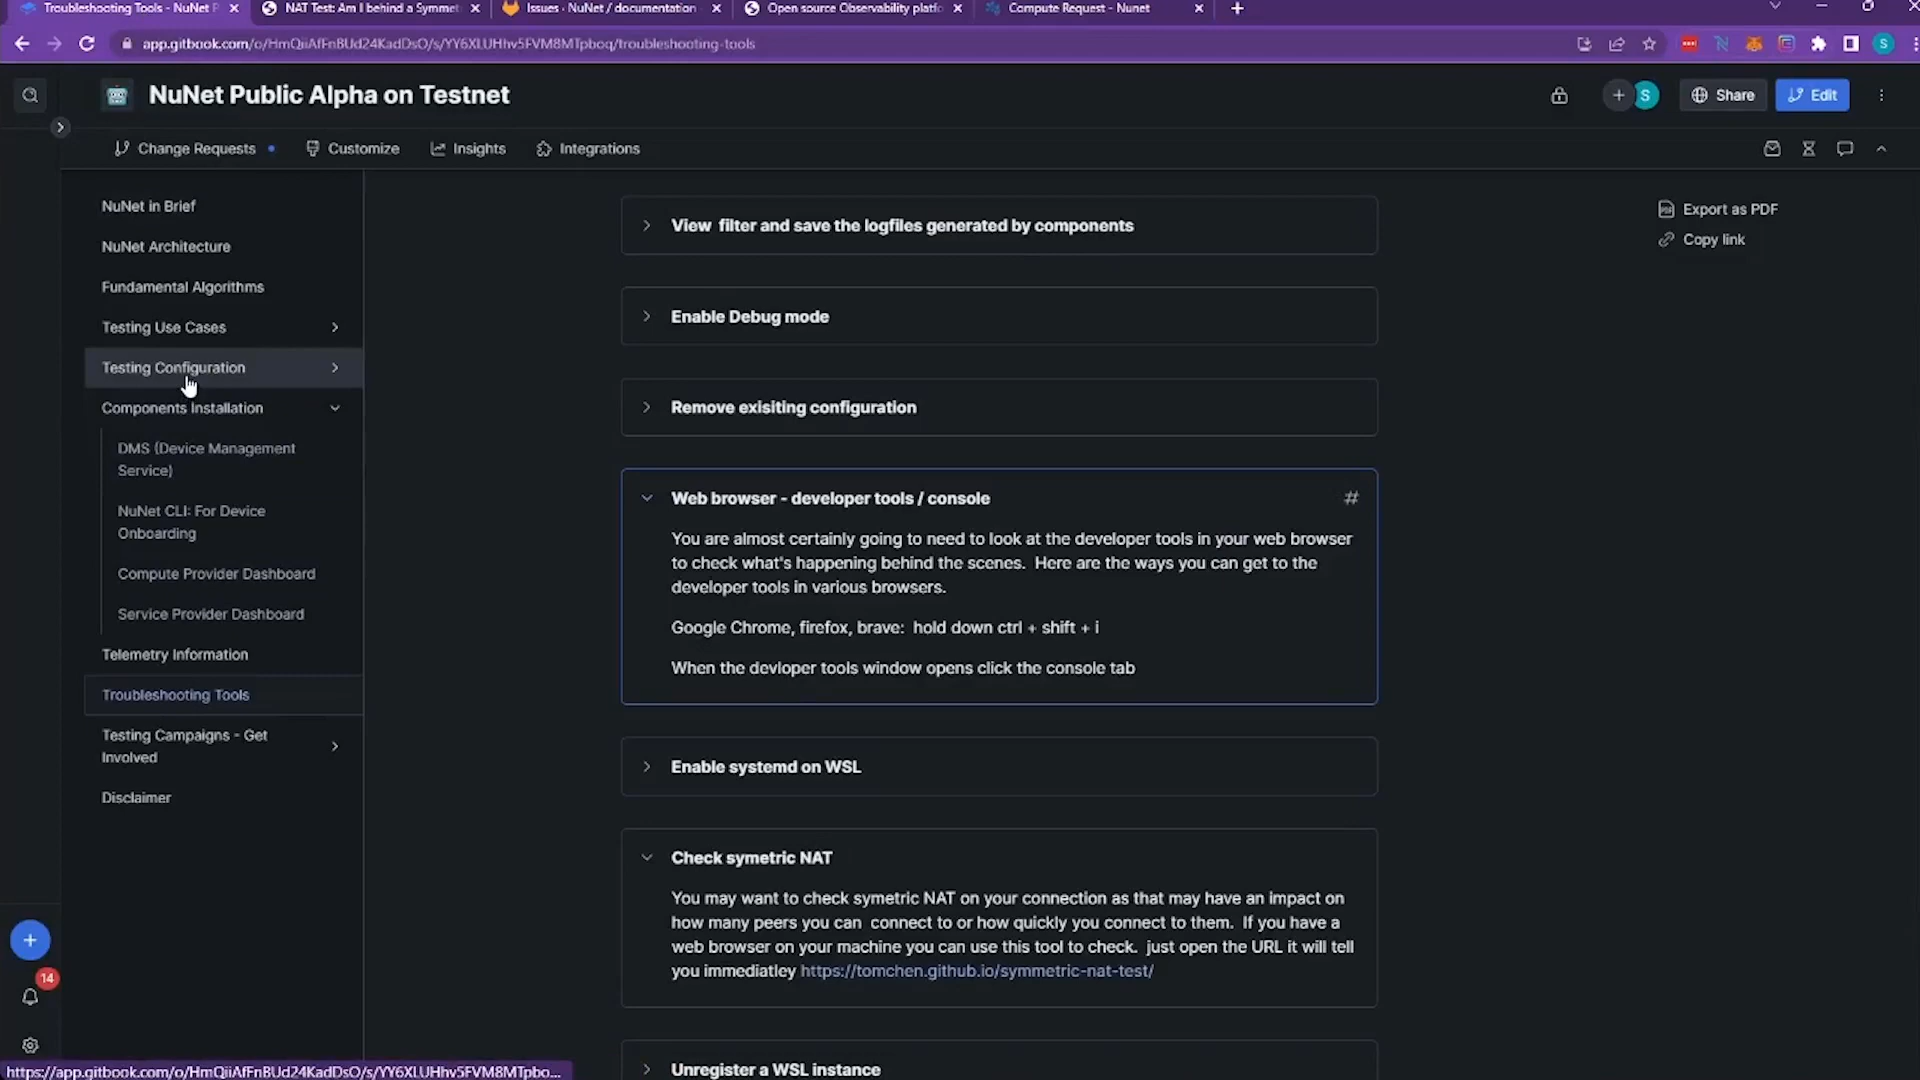 Troubleshooting Tools - NuNet P
NAT Test: Am I behind a Symmet
Issues · NuNet / documentation
Open source Observability platfo
Compute Request - Nunet
app.gitbook.com/o/HmQiiAfFnBUd24KadDsO/s/YY6XLUHhv5FVM8MTpboq/troubleshooting-tools
S
NuNet Public Alpha on Testnet
S
Share
Edit
Change Requests
Customize
Insights
Integrations
NuNet in Brief
NuNet Architecture
Fundamental Algorithms
Testing Use Cases
Testing Configuration
Components Installation
DMS (Device Management
Service)
NuNet CLI: For Device
Onboarding
Compute Provider Dashboard
Service Provider Dashboard
Telemetry Information
Troubleshooting Tools
Testing Campaigns - Get
Involved
Disclaimer
View  filter and save the logfiles generated by components
Enable Debug mode
Remove exisiting configuration
Web browser - developer tools / console
#
You are almost certainly going to need to look at the developer tools in your web browser
to check what's happening behind the scenes.  Here are the ways you can get to the
developer tools in various browsers.
Google Chrome, firefox, brave:  hold down ctrl + shift + i
When the devloper tools window opens click the console tab
Enable systemd on WSL
Check symetric NAT
You may want to check symetric NAT on your connection as that may have an impact on
how many peers you can  connect to or how quickly you connect to them.  If you have a
web browser on your machine you can use this tool to check.  just open the URL it will tell
you immediatley https://tomchen.github.io/symmetric-nat-test/
Unregister a WSL instance
Export as PDF
Copy link
14
https://app.gitbook.com/o/HmQiiAfFnBUd24KadDsO/s/YY6XLUHhv5FVM8MTpbo...